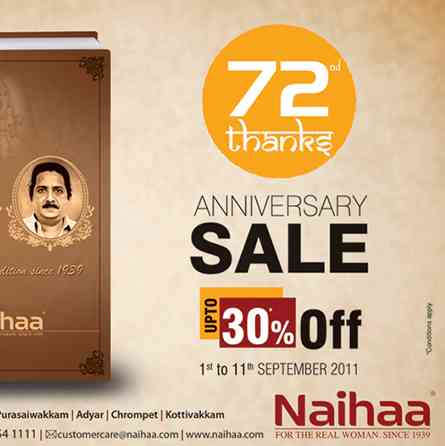 72nd
thanks
ANNIVERSARY
SALE
UPTO
30*% Off
1st to 11th SEPTEMBER 2011
*Conditions apply
dition since 1939
haa®
Purasaiwakkam | Adyar | Chrompet | Kottivakkam
54 1111 | ✉customercare@naihaa.com | www.naihaa.com
Naihaa®
FOR THE REAL WOMAN. SINCE 1939